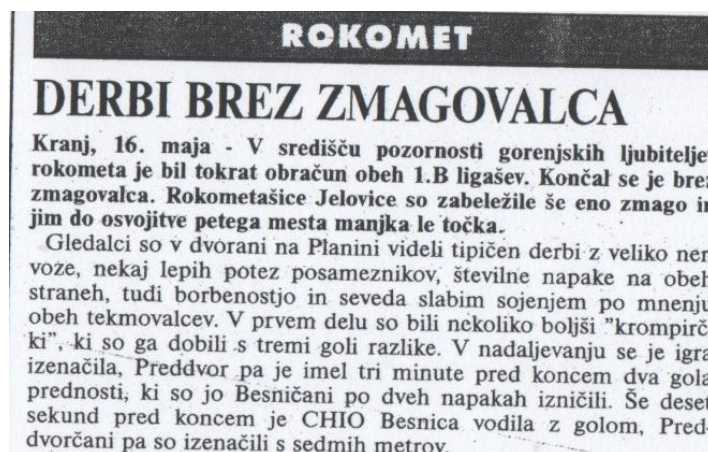 ROKOMET
DERBI BREZ ZMAGOVALCA
Kranj, 16. maja - V središču pozornosti gorenjskih ljubitelje
rokometa je bil tokrat obračun obeh 1.B ligašev. Končal se je brez
zmagovalca. Rokometašice Jelovice so zabeležile še eno zmago in
jim do osvojitve petega mesta manjka le točka.
Gledalci so v dvorani na Planini videli tipičen derbi z veliko ner
voze, nekaj lepih potez posameznikov, številne napake na obeh
straneh, tudi borbenostjo in seveda slabim sojenjem po mnenju
obeh tekmovalcev. V prvem delu so bili nekoliko boljši "krompirč
ki", ki so ga dobili s tremi goli razlike. V nadaljevanju se je igra
izenačila, Preddvor pa je imel tri minute pred koncem dva gola
prednosti, ki so jo Besničani po dveh napakah izničili. Še deset
sekund pred koncem je CHIO Besnica vodila z golom, Pred-
dvorčani pa so izenačili s sedmih metrov.